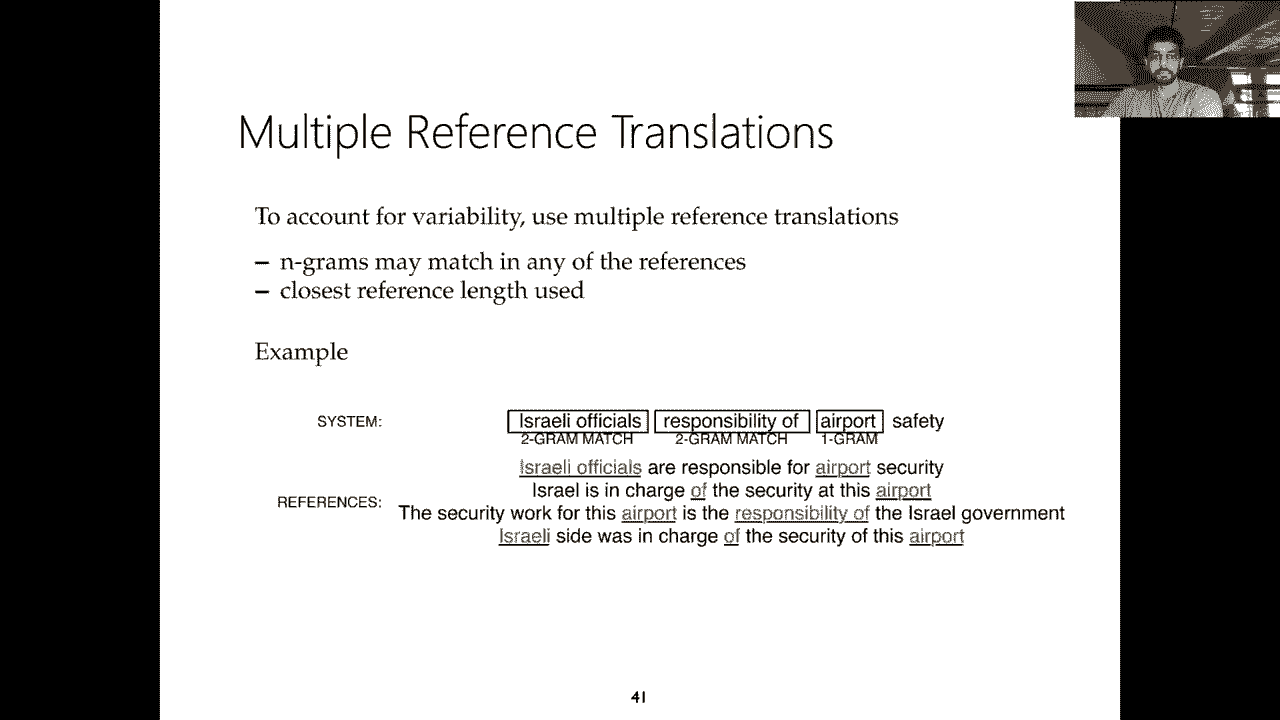 Multiple Reference Translations
To account for variability, use multiple reference translations
– n-grams may match in any of the references
– closest reference length used
Example
SYSTEM: Israeli officials responsibility of airport safety
2-GRAM MATCH 2-GRAM MATCH 1-GRAM
REFERENCES:
Israeli officials are responsible for airport security
Israel is in charge of the security at this airport
The security work for this airport is the responsibility of the Israel government
Israeli side was in charge of the security of this airport
41